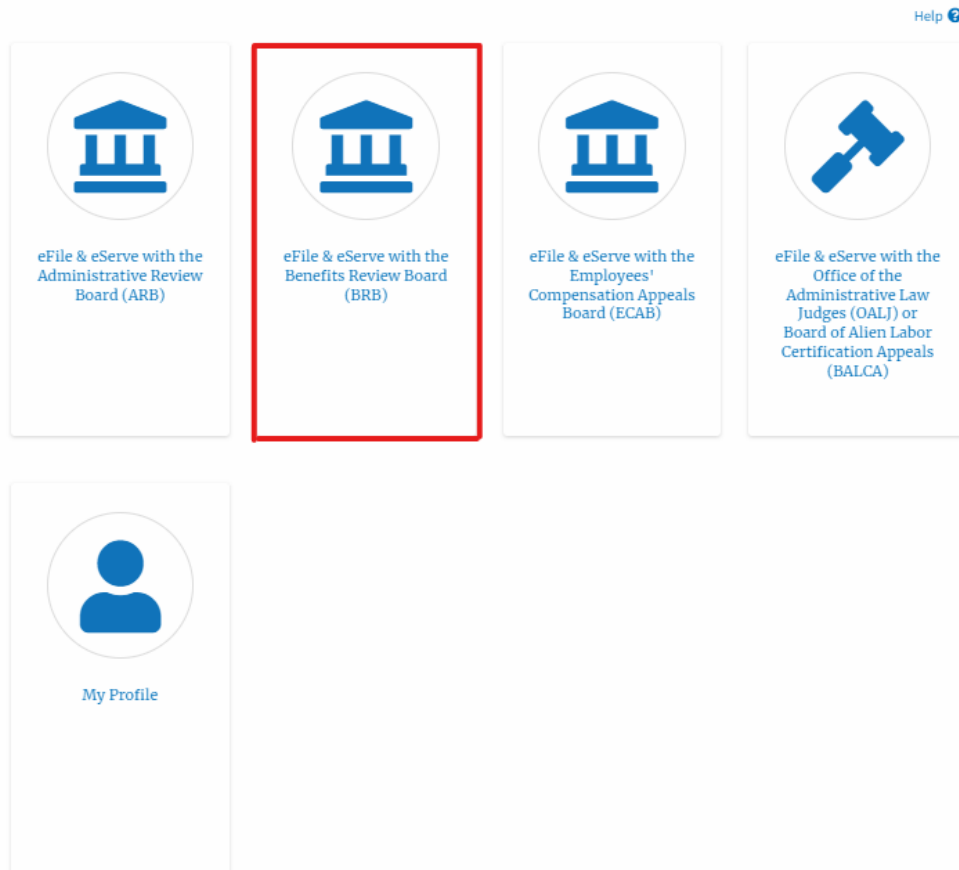 Help
eFile & eServe with the
Administrative Review
Board (ARB)
eFile & eServe with the
Benefits Review Board
(BRB)
eFile & eServe with the
Employees'
Compensation Appeals
Board (ECAB)
eFile & eServe with the
Office of the
Administrative Law
Judges (OALJ) or
Board of Alien Labor
Certification Appeals
(BALCA)
My Profile